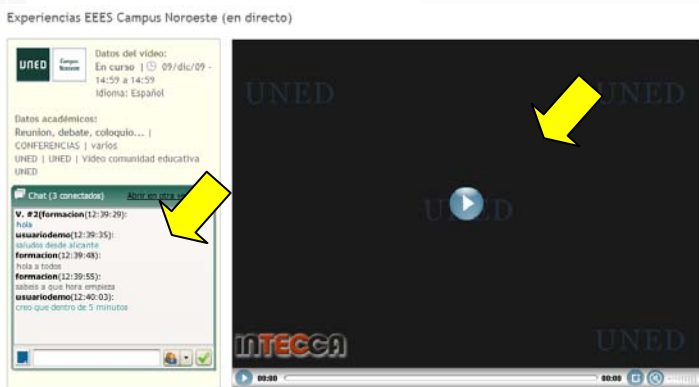 Experiencias EEES Campus Noroeste (en directo)
UNED
Campus
Noroeste
Datos del vídeo:
En curso | 09/dic/09 -
14:59 a 14:59
Idioma: Español
Datos académicos:
Reunion, debate, coloquio... |
CONFERENCIAS | varios
UNED | UNED | Vídeo comunidad educativa
UNED
Chat (3 conectados) Abrir en otra
V. #2(formacion(12:39:29):
hola
usuariodemo(12:39:35):
saludos desde alicante
formacion(12:39:48):
hola a todos
formacion(12:39:55):
sabeis a que hora empieza
usuariodemo(12:40:03):
creo que dentro de 5 minutos
UNED
UNED
UNED
UNED
INTECCA
00:00
00:00